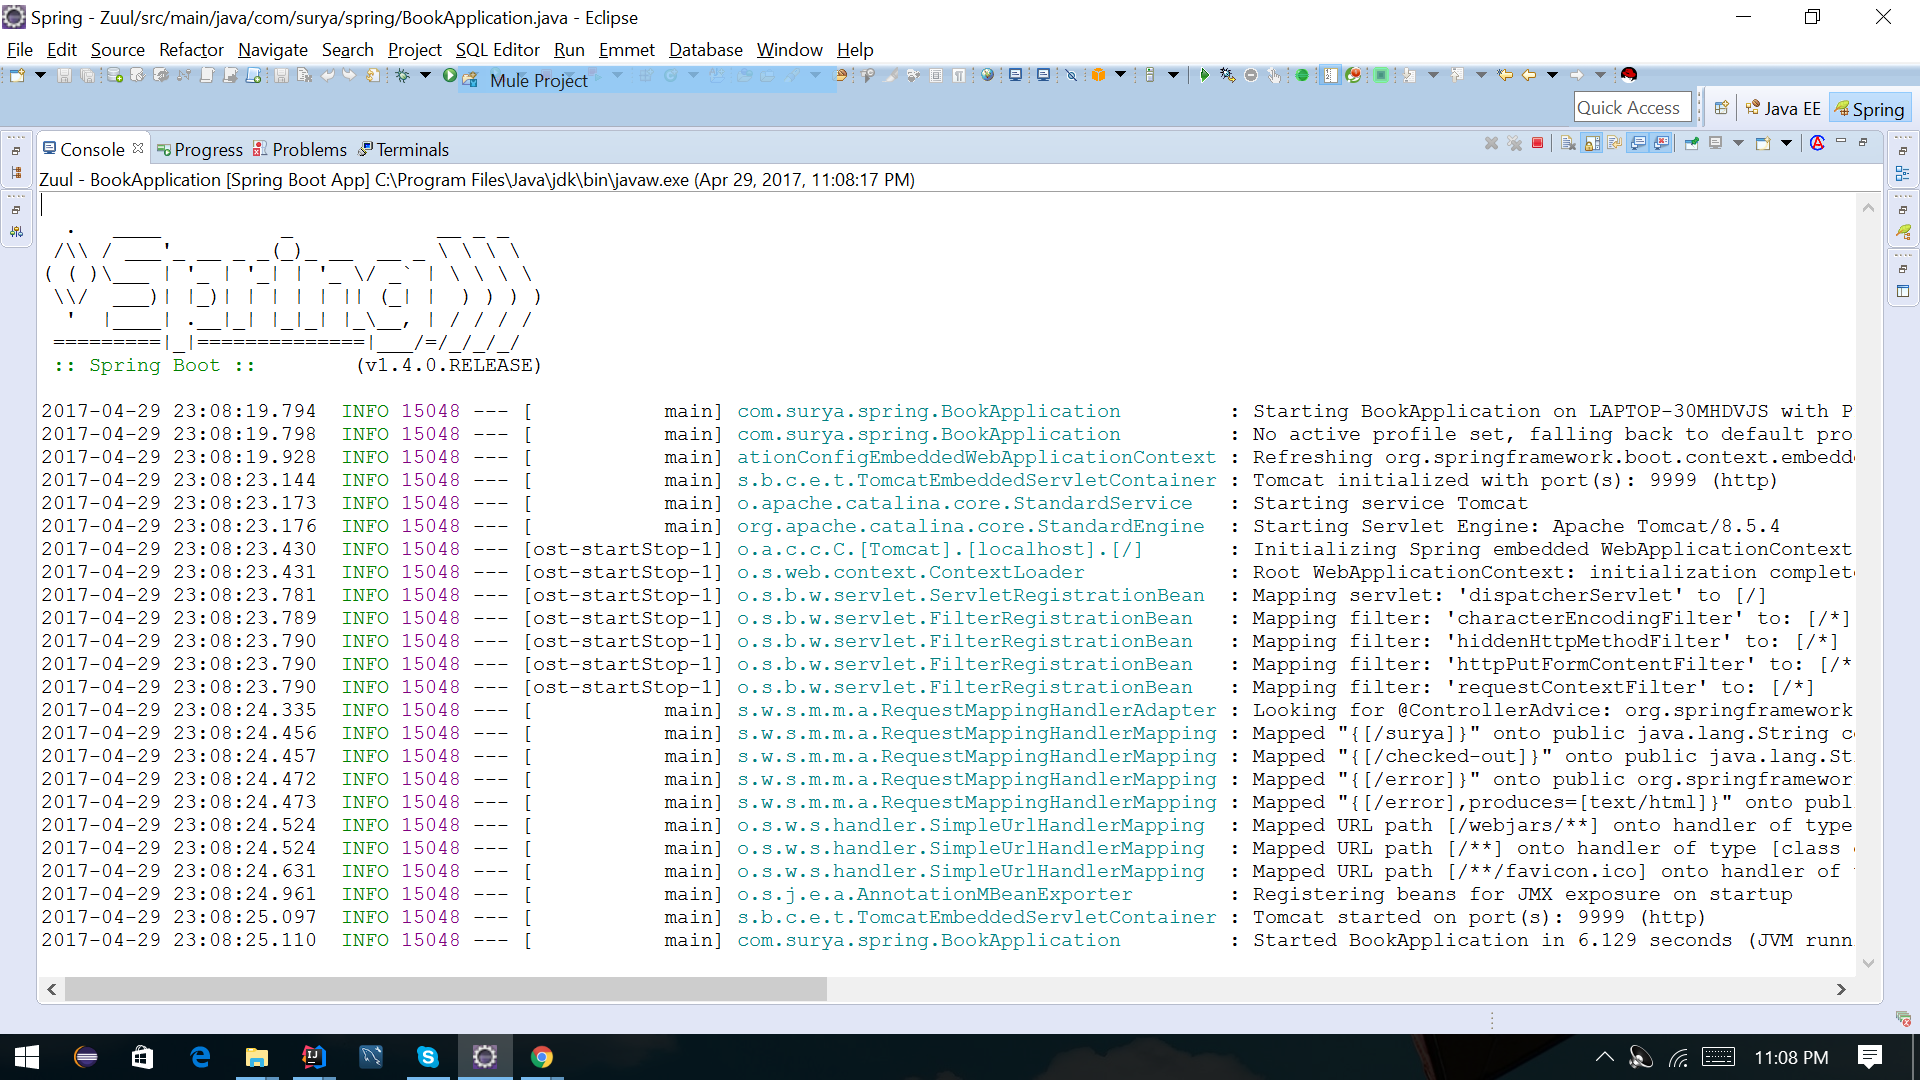 Spring - Zuul/src/main/java/com/surya/spring/BookApplication.java - Eclipse
File Edit Source Refactor Navigate Search Project SQL Editor Run Emmet Database Window Help
Mule Project
Quick Access Java EE Spring
Console Progress Problems Terminals
Zuul - BookApplication [Spring Boot App] C:\Program Files\Java\jdk\bin\javaw.exe (Apr 29, 2017, 11:08:17 PM)
  .   ____          _            __ _ _
 /\\ / ___'_ __ _ _(_)_ __  __ _ \ \ \ \
( ( )\___ | '_ | '_| | '_ \/ _` | \ \ \ \
 \\/  ___)| |_)| | | | | || (_| |  ) ) ) )
  '  |____| .__|_| |_|_| |_\__, | / / / /
 =========|_|==============|___/=/_/_/_/
 :: Spring Boot ::        (v1.4.0.RELEASE)
2017-04-29 23:08:19.794  INFO 15048 --- [           main] com.surya.spring.BookApplication         : Starting BookApplication on LAPTOP-30MHDVJS with P
2017-04-29 23:08:19.798  INFO 15048 --- [           main] com.surya.spring.BookApplication         : No active profile set, falling back to default pro
2017-04-29 23:08:19.928  INFO 15048 --- [           main] ationConfigEmbeddedWebApplicationContext : Refreshing org.springframework.boot.context.embedd
2017-04-29 23:08:23.144  INFO 15048 --- [           main] s.b.c.e.t.TomcatEmbeddedServletContainer : Tomcat initialized with port(s): 9999 (http)
2017-04-29 23:08:23.173  INFO 15048 --- [           main] o.apache.catalina.core.StandardService   : Starting service Tomcat
2017-04-29 23:08:23.176  INFO 15048 --- [           main] org.apache.catalina.core.StandardEngine  : Starting Servlet Engine: Apache Tomcat/8.5.4
2017-04-29 23:08:23.430  INFO 15048 --- [ost-startStop-1] o.a.c.c.C.[Tomcat].[localhost].[/]       : Initializing Spring embedded WebApplicationContext
2017-04-29 23:08:23.431  INFO 15048 --- [ost-startStop-1] o.s.web.context.ContextLoader            : Root WebApplicationContext: initialization complet
2017-04-29 23:08:23.781  INFO 15048 --- [ost-startStop-1] o.s.b.w.servlet.ServletRegistrationBean  : Mapping servlet: 'dispatcherServlet' to [/]
2017-04-29 23:08:23.789  INFO 15048 --- [ost-startStop-1] o.s.b.w.servlet.FilterRegistrationBean   : Mapping filter: 'characterEncodingFilter' to: [/*]
2017-04-29 23:08:23.790  INFO 15048 --- [ost-startStop-1] o.s.b.w.servlet.FilterRegistrationBean   : Mapping filter: 'hiddenHttpMethodFilter' to: [/*]
2017-04-29 23:08:23.790  INFO 15048 --- [ost-startStop-1] o.s.b.w.servlet.FilterRegistrationBean   : Mapping filter: 'httpPutFormContentFilter' to: [/*
2017-04-29 23:08:23.790  INFO 15048 --- [ost-startStop-1] o.s.b.w.servlet.FilterRegistrationBean   : Mapping filter: 'requestContextFilter' to: [/*]
2017-04-29 23:08:24.335  INFO 15048 --- [           main] s.w.s.m.m.a.RequestMappingHandlerAdapter : Looking for @ControllerAdvice: org.springframework
2017-04-29 23:08:24.456  INFO 15048 --- [           main] s.w.s.m.m.a.RequestMappingHandlerMapping : Mapped "{[/surya]}" onto public java.lang.String c
2017-04-29 23:08:24.457  INFO 15048 --- [           main] s.w.s.m.m.a.RequestMappingHandlerMapping : Mapped "{[/checked-out]}" onto public java.lang.St
2017-04-29 23:08:24.472  INFO 15048 --- [           main] s.w.s.m.m.a.RequestMappingHandlerMapping : Mapped "{[/error]}" onto public org.springframewor
2017-04-29 23:08:24.473  INFO 15048 --- [           main] s.w.s.m.m.a.RequestMappingHandlerMapping : Mapped "{[/error],produces=[text/html]}" onto publ
2017-04-29 23:08:24.524  INFO 15048 --- [           main] o.s.w.s.handler.SimpleUrlHandlerMapping  : Mapped URL path [/webjars/**] onto handler of type
2017-04-29 23:08:24.524  INFO 15048 --- [           main] o.s.w.s.handler.SimpleUrlHandlerMapping  : Mapped URL path [/**] onto handler of type [class
2017-04-29 23:08:24.631  INFO 15048 --- [           main] o.s.w.s.handler.SimpleUrlHandlerMapping  : Mapped URL path [/**/favicon.ico] onto handler of
2017-04-29 23:08:24.961  INFO 15048 --- [           main] o.s.j.e.a.AnnotationMBeanExporter        : Registering beans for JMX exposure on startup
2017-04-29 23:08:25.097  INFO 15048 --- [           main] s.b.c.e.t.TomcatEmbeddedServletContainer : Tomcat started on port(s): 9999 (http)
2017-04-29 23:08:25.110  INFO 15048 --- [           main] com.surya.spring.BookApplication         : Started BookApplication in 6.129 seconds (JVM runn
11:08 PM